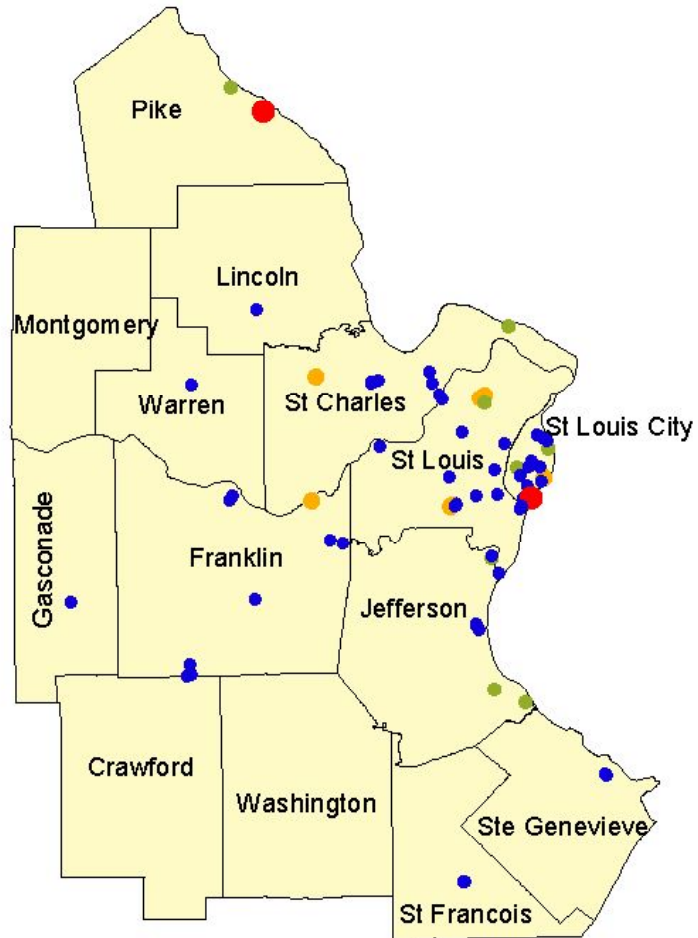 Pike
Lincoln
Montgomery
Warren
St Charles
St Louis City
St Louis
Franklin
Gasconade
Jefferson
Crawford
Washington
Ste Genevieve
St Francois